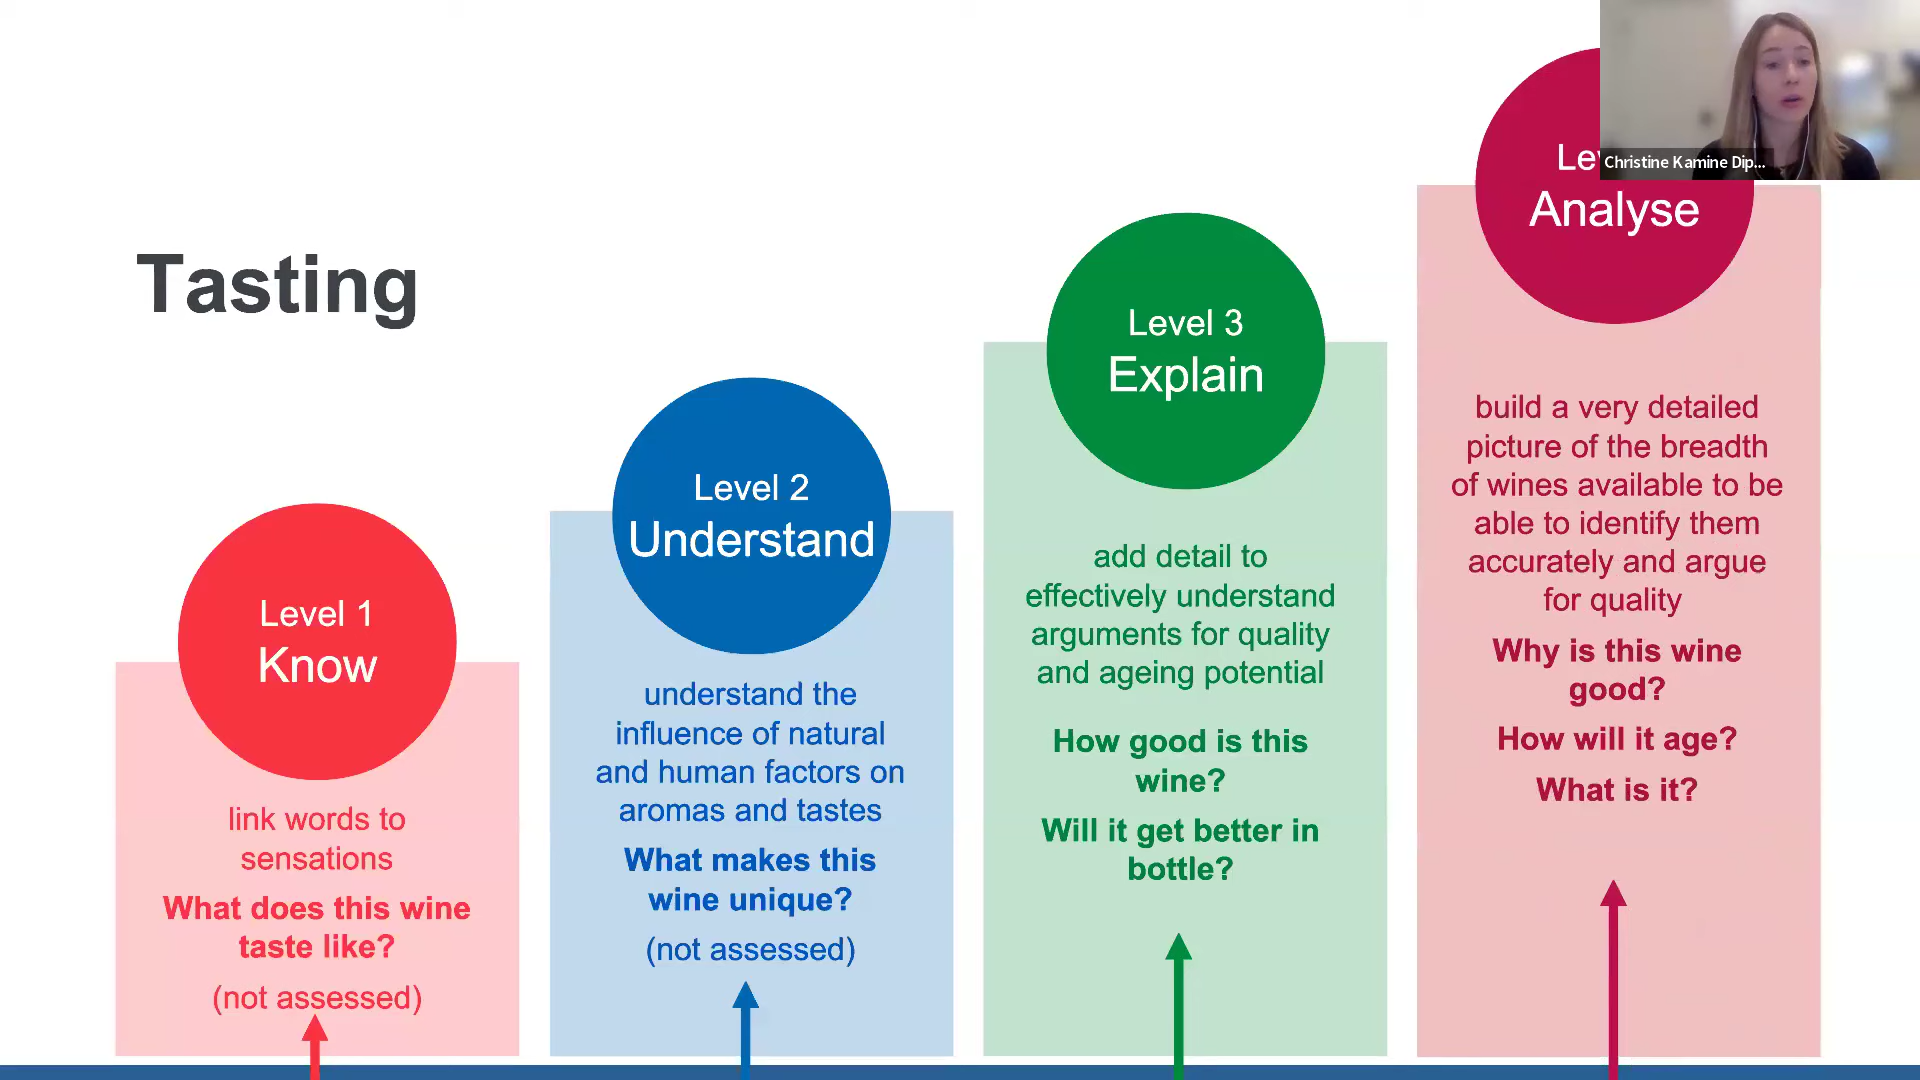 Tasting
Level 1
Know
link words to
sensations
What does this wine
taste like?
(not assessed)
Level 2
Understand
understand the
influence of natural
and human factors on
aromas and tastes
What makes this
wine unique?
(not assessed)
Level 3
Explain
add detail to
effectively understand
arguments for quality
and ageing potential
How good is this
wine?
Will it get better in
bottle?
Le
Analyse
build a very detailed
picture of the breadth
of wines available to be
able to identify them
accurately and argue
for quality
Why is this wine
good?
How will it age?
What is it?
Christine Kamine Dip...